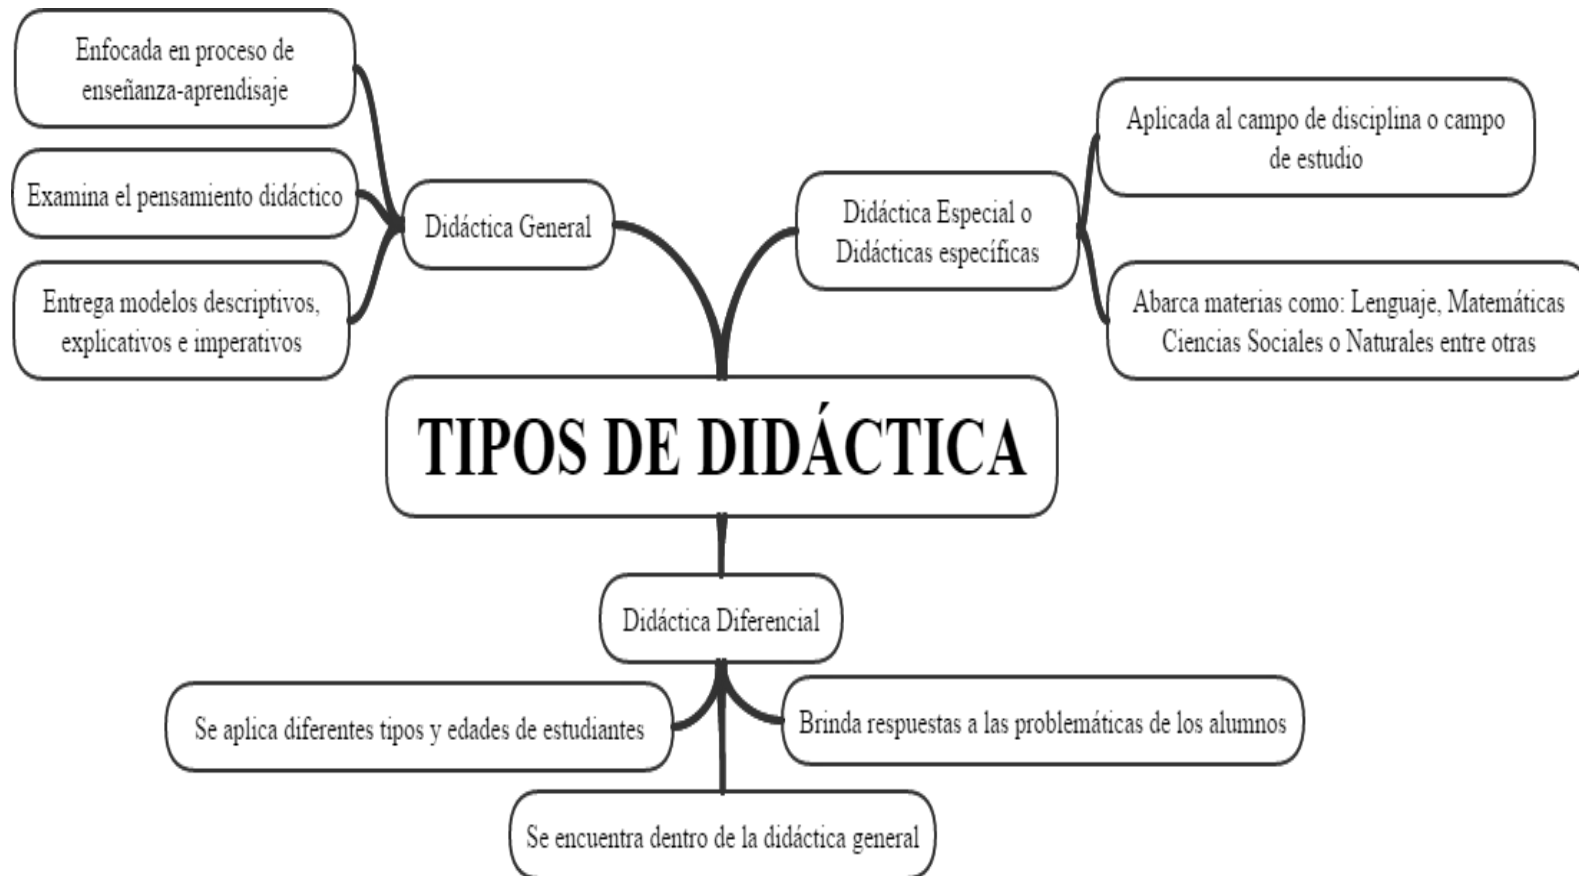 Enfocada en proceso de
enseñanza-aprendisaje
Examina el pensamiento didáctico
Entrega modelos descriptivos,
explicativos e imperativos
Didáctica General
Didáctica Especial o
Didácticas específicas
Aplicada al campo de disciplina o campo
de estudio
Abarca materias como: Lenguaje, Matemáticas
Ciencias Sociales o Naturales entre otras
TIPOS DE DIDÁCTICA
Didáctica Diferencial
Se aplica diferentes tipos y edades de estudiantes
Brinda respuestas a las problemáticas de los alumnos
Se encuentra dentro de la didáctica general